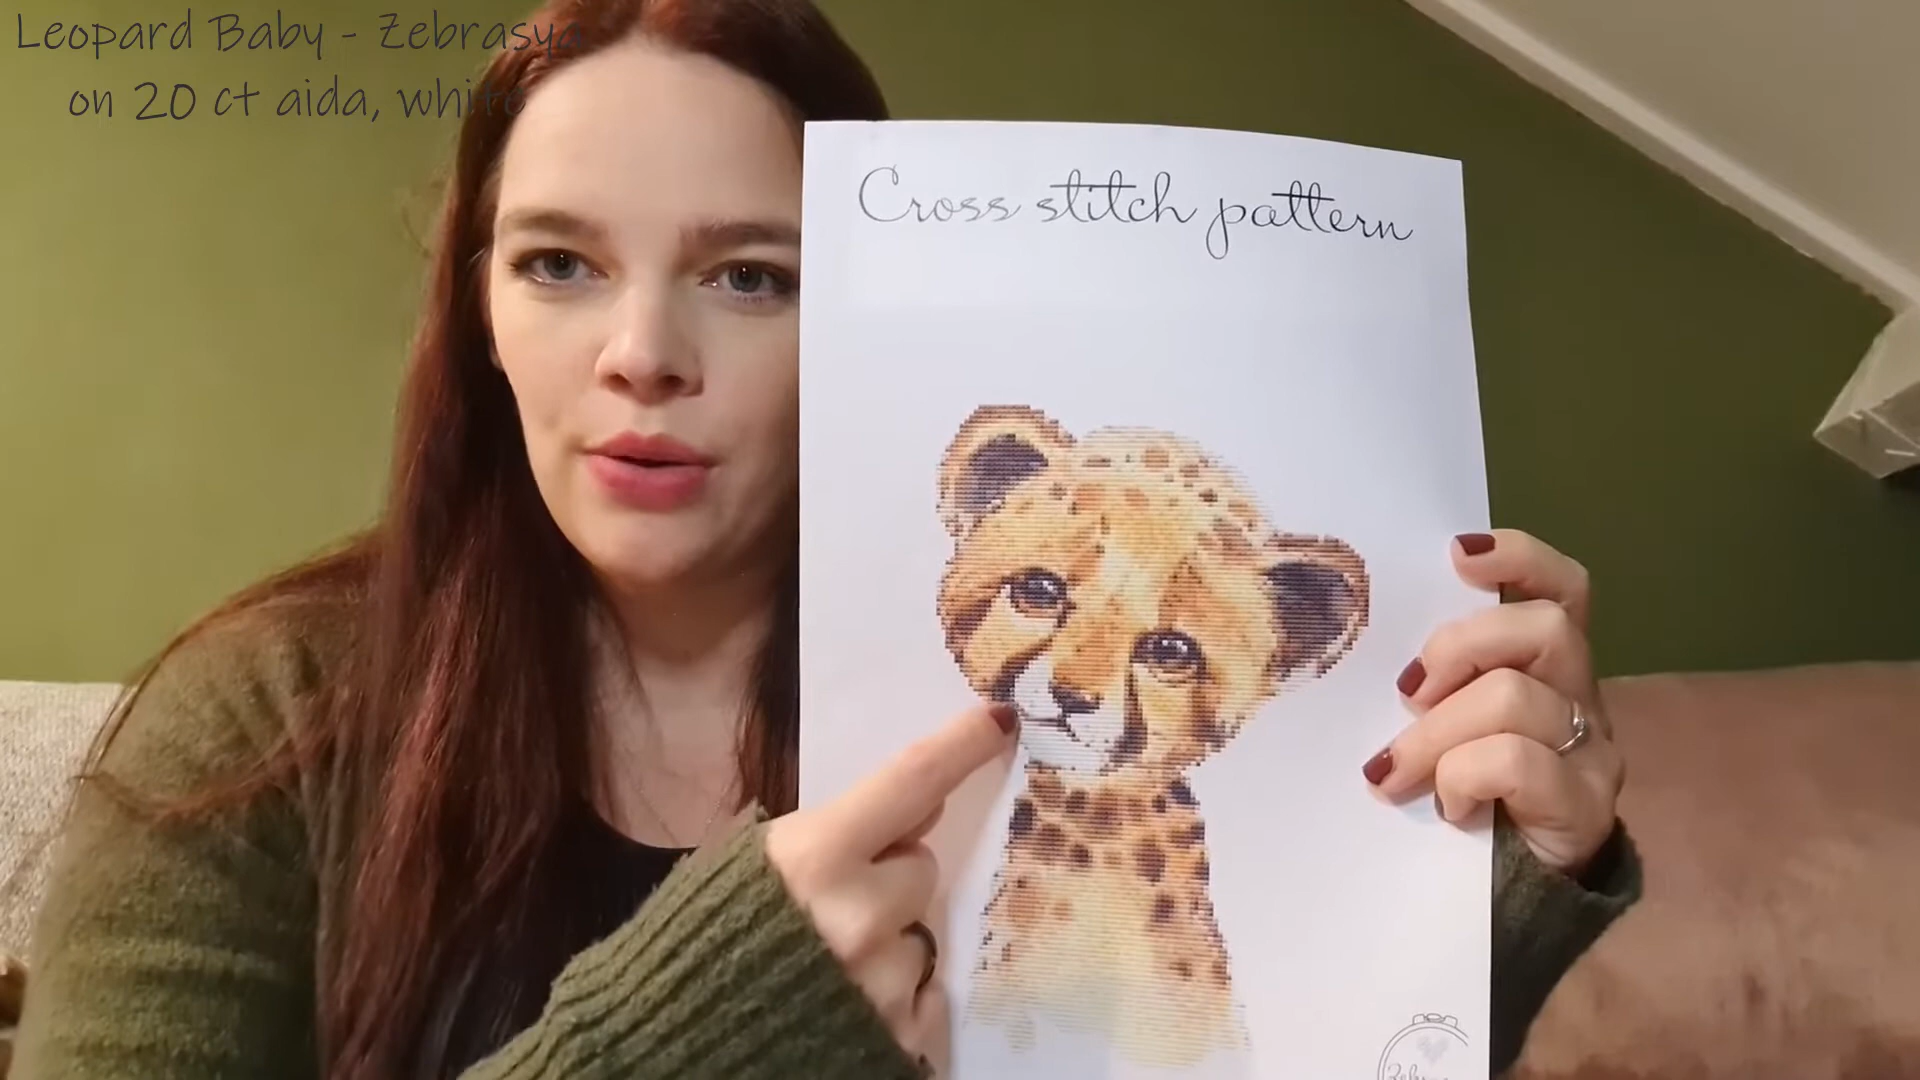 Leopard Baby - Zebrasya
on 20 ct aida, white
Cross stitch pattern